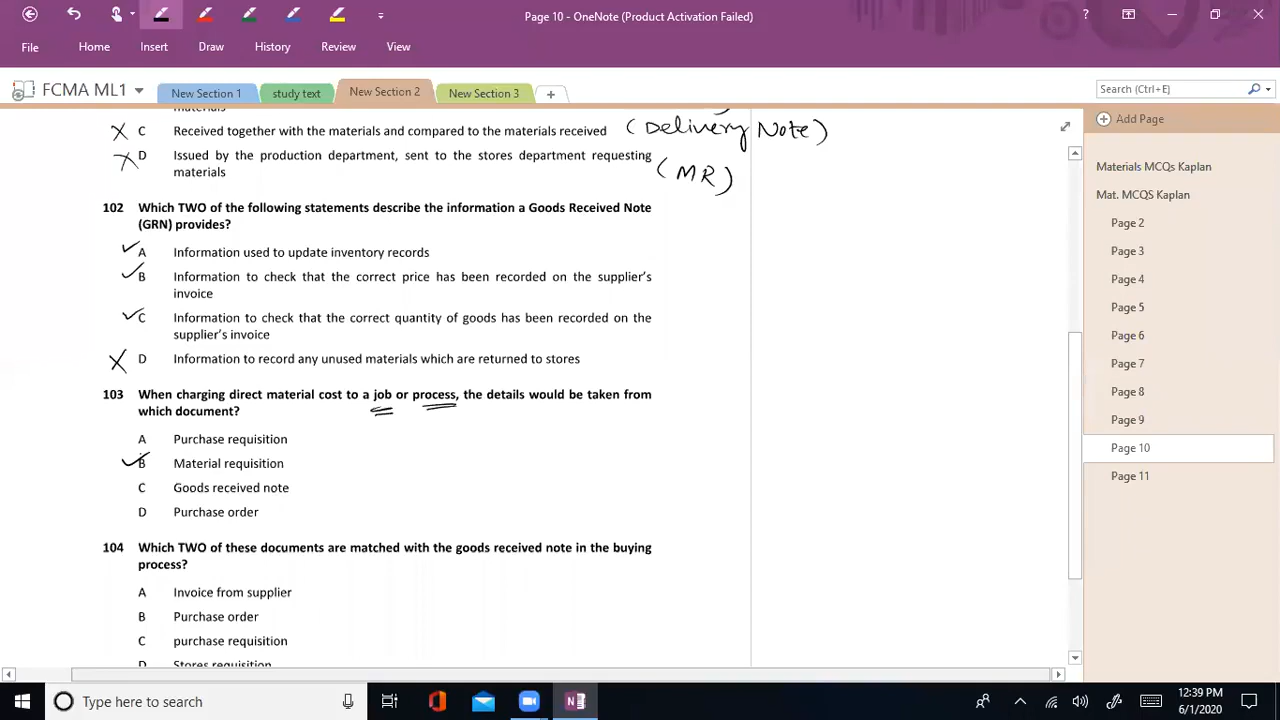 Page 10 - OneNote (Product Activation Failed)
?
File
Home
Insert
Draw
History
Review
View
FCMA ML1
New Section 1
study text
New Section 2
New Section 3
Search (Ctrl+E)
materials
C Received together with the materials and compared to the materials received (Delivery Note)
D Issued by the production department, sent to the stores department requesting
materials
(MR)
102 Which TWO of the following statements describe the information a Goods Received Note
(GRN) provides?
A Information used to update inventory records
B Information to check that the correct price has been recorded on the supplier's
invoice
C Information to check that the correct quantity of goods has been recorded on the
supplier's invoice
D Information to record any unused materials which are returned to stores
103 When charging direct material cost to a job or process, the details would be taken from
which document?
A Purchase requisition
B Material requisition
C Goods received note
D Purchase order
104 Which TWO of these documents are matched with the goods received note in the buying
process?
A Invoice from supplier
B Purchase order
C purchase requisition
D Stores requisition
Add Page
Materials MCQs Kaplan
Mat. MCQS Kaplan
Page 2
Page 3
Page 4
Page 5
Page 6
Page 7
Page 8
Page 9
Page 10
Page 11
Type here to search
12:39 PM
6/1/2020